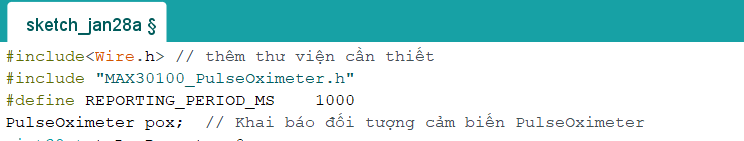 sketch_jan28a §
#include<Wire.h> // thêm thư viện cần thiết
#include "MAX30100_PulseOximeter.h"
#define REPORTING_PERIOD_MS    1000
PulseOximeter pox;  // Khai báo đối tượng cảm biến PulseOximeter